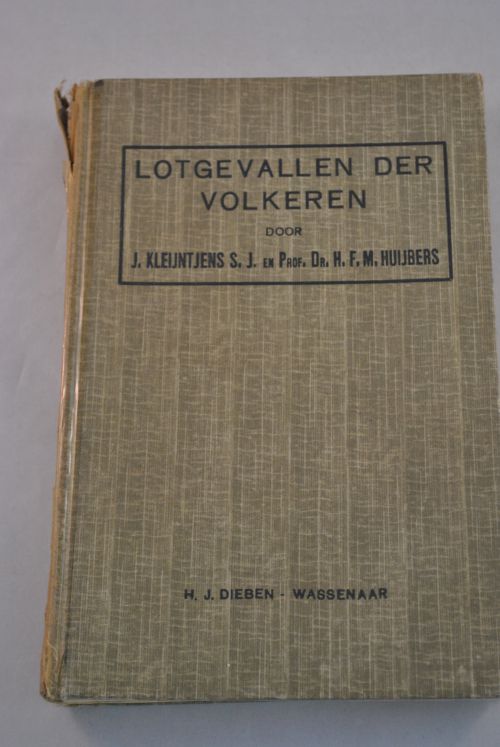 LOTGEVALLEN DER
VOLKEREN
DOOR
J. KLEIJNTJENS S. J. EN PROF. DR. H. F. M. HUIJBERS
H. J. DIEBEN - WASSENAAR